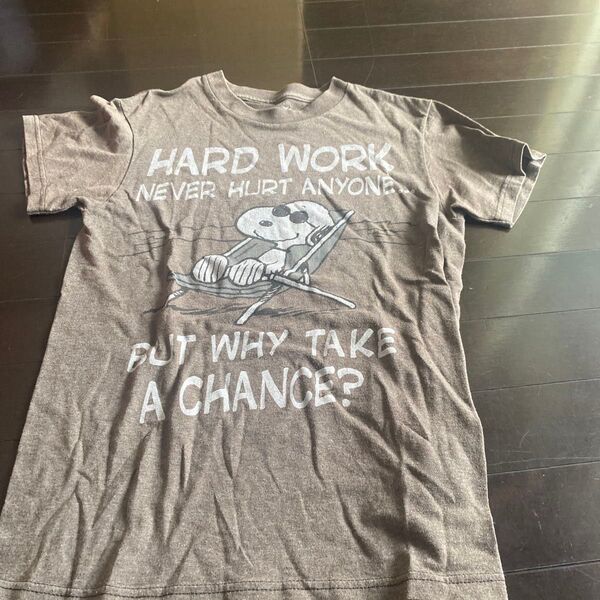 HARD WORK
NEVER HURT ANYONE...
BUT WHY TAKE
A CHANCE?